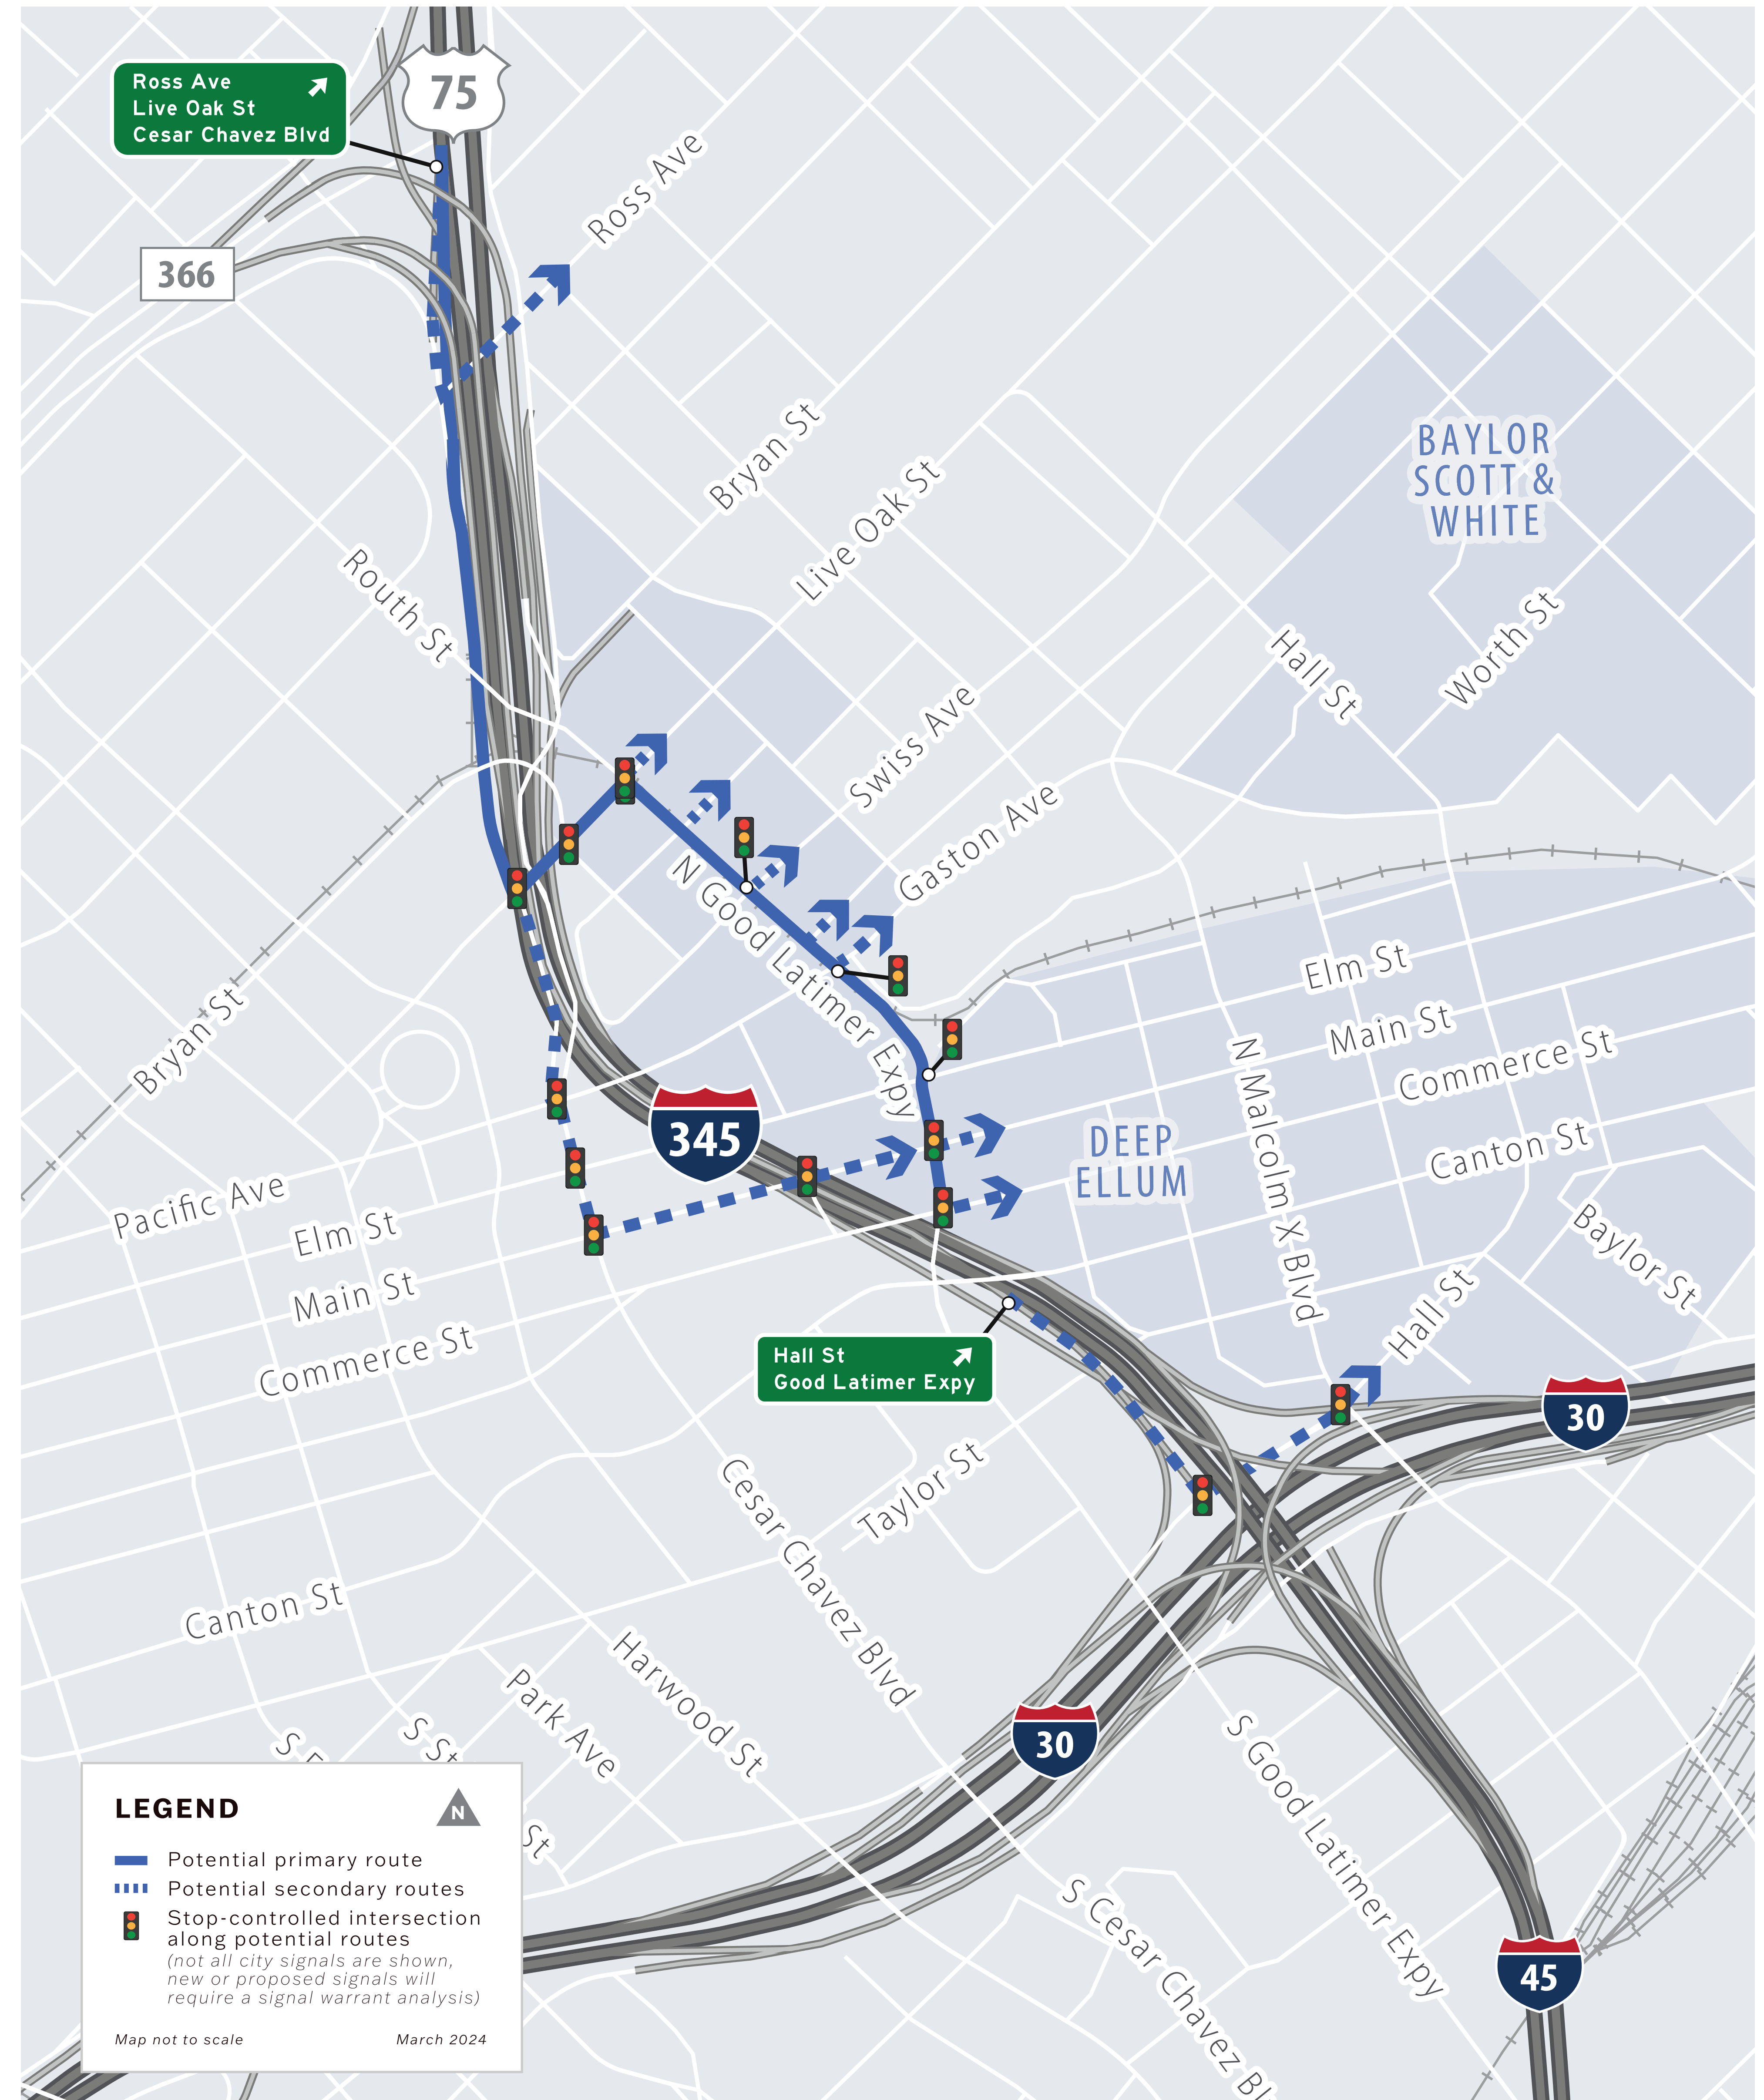 Ross Ave
Live Oak St
Cesar Chavez Blvd
75
366
Ross Ave
Bryan St
Live Oak St
BAYLOR
SCOTT &
WHITE
Routh St
Hall St
Worth St
Swiss Ave
Gaston Ave
N Good Latimer Expy
Bryan St
Elm St
Main St
Commerce St
N Malcolm X Blvd
Canton St
345
DEEP
ELLUM
Pacific Ave
Elm St
Main St
Commerce St
Baylor St
Hall St
Hall St
Good Latimer Expy
30
Taylor St
Cesar Chavez Blvd
Canton St
Harwood St
Park Ave
S St
S
St
30
S Good Latimer Expy
S Cesar Chavez Bl
45
LEGEND
N
Potential primary route
Potential secondary routes
Stop-controlled intersection
along potential routes
(not all city signals are shown,
new or proposed signals will
require a signal warrant analysis)
Map not to scale
March 2024